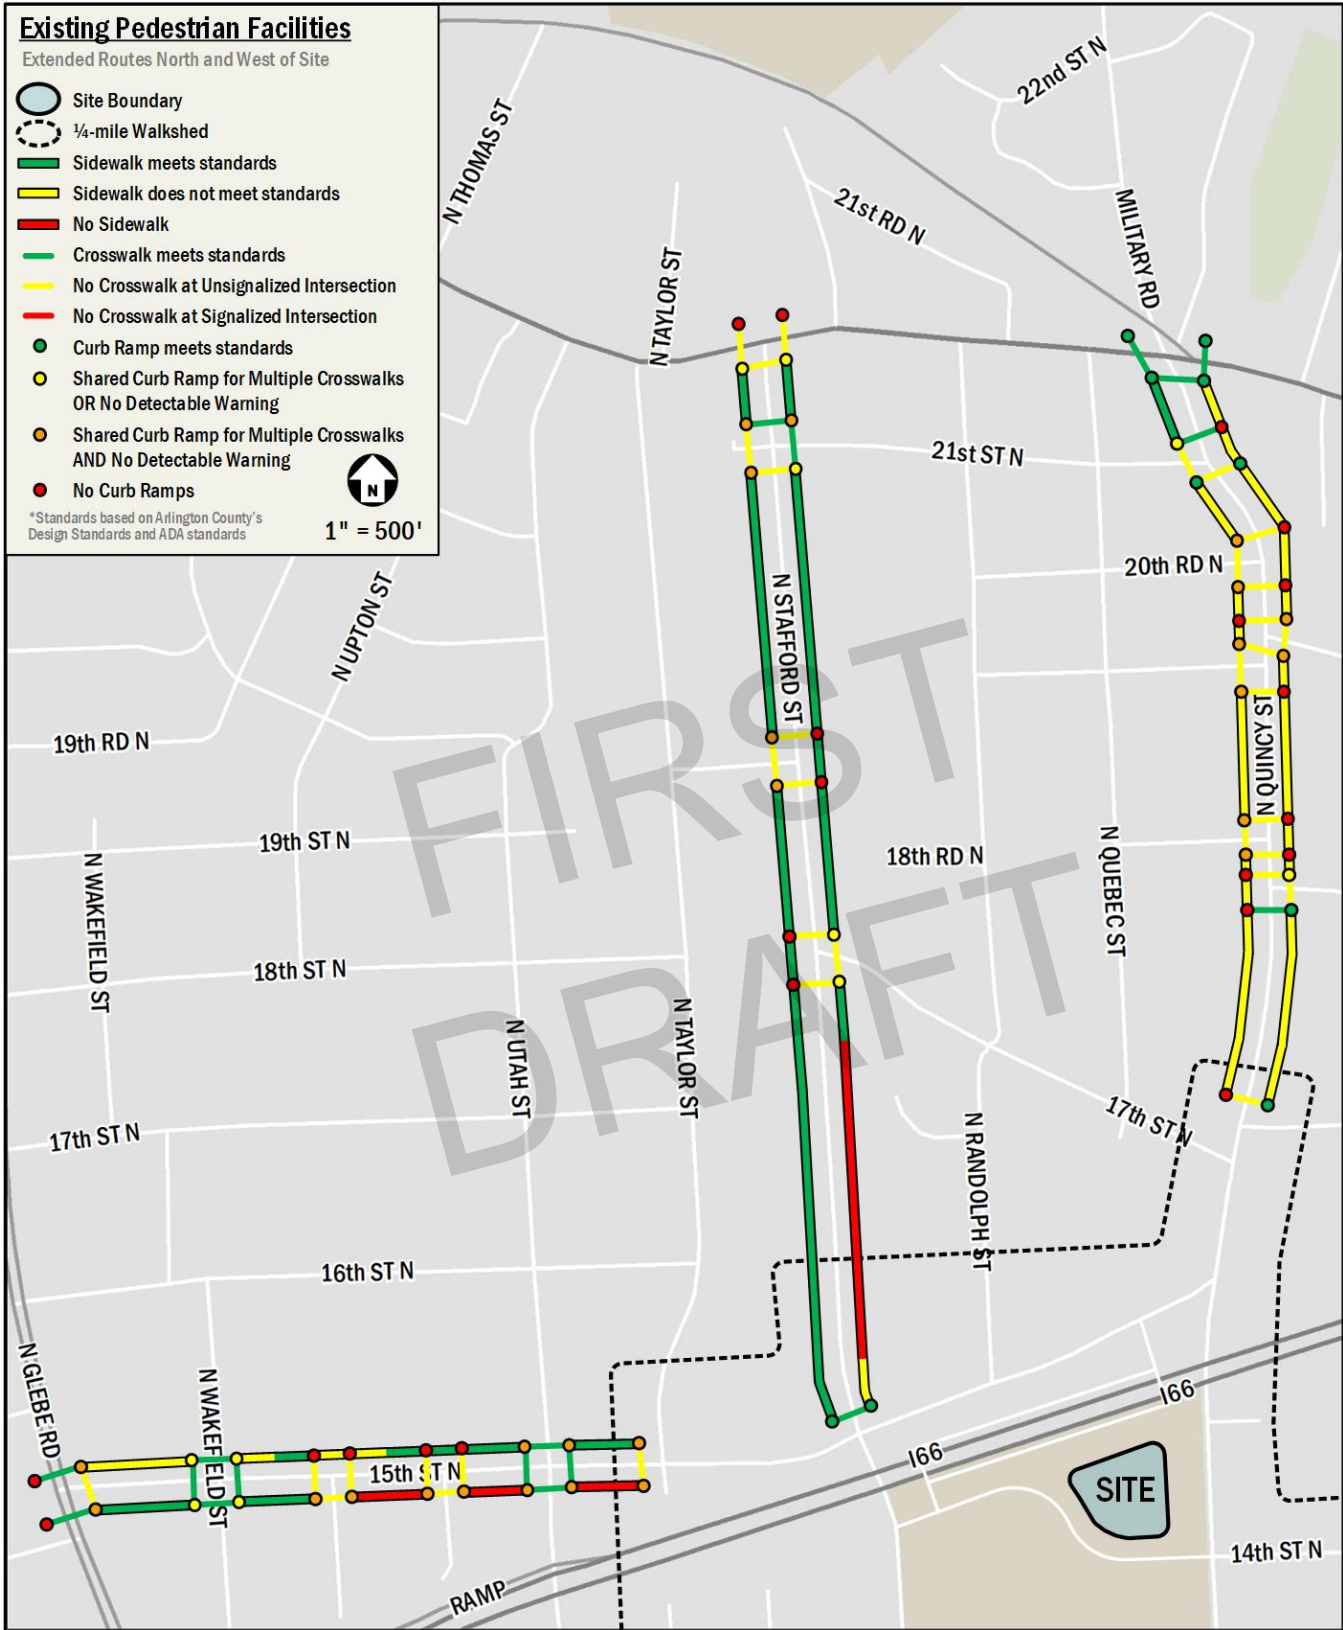 Existing Pedestrian Facilities
Extended Routes North and West of Site
Site Boundary
¼-mile Walkshed
Sidewalk meets standards
Sidewalk does not meet standards
No Sidewalk
Crosswalk meets standards
No Crosswalk at Unsignalized Intersection
No Crosswalk at Signalized Intersection
Curb Ramp meets standards
Shared Curb Ramp for Multiple Crosswalks
OR No Detectable Warning
Shared Curb Ramp for Multiple Crosswalks
AND No Detectable Warning
No Curb Ramps
N
*Standards based on Arlington County's
Design Standards and ADA standards
1" = 500'
22nd ST N
N THOMAS ST
21st RD N
MILITARY RD
N TAYLOR ST
21st ST N
20th RD N
N STAFFORD ST
N UPTON ST
FIRST
DRAFT
19th RD N
N QUINCY ST
19th ST N
18th RD N
N QUEBEC ST
N WAKEFIELD ST
18th ST N
N UTAH ST
N TAYLOR ST
17th ST N
17th ST N
N RANDOLPH ST
16th ST N
N GLEBE RD
N WAKEFIELD ST
15th ST N
I66
I66
SITE
14th ST N
RAMP